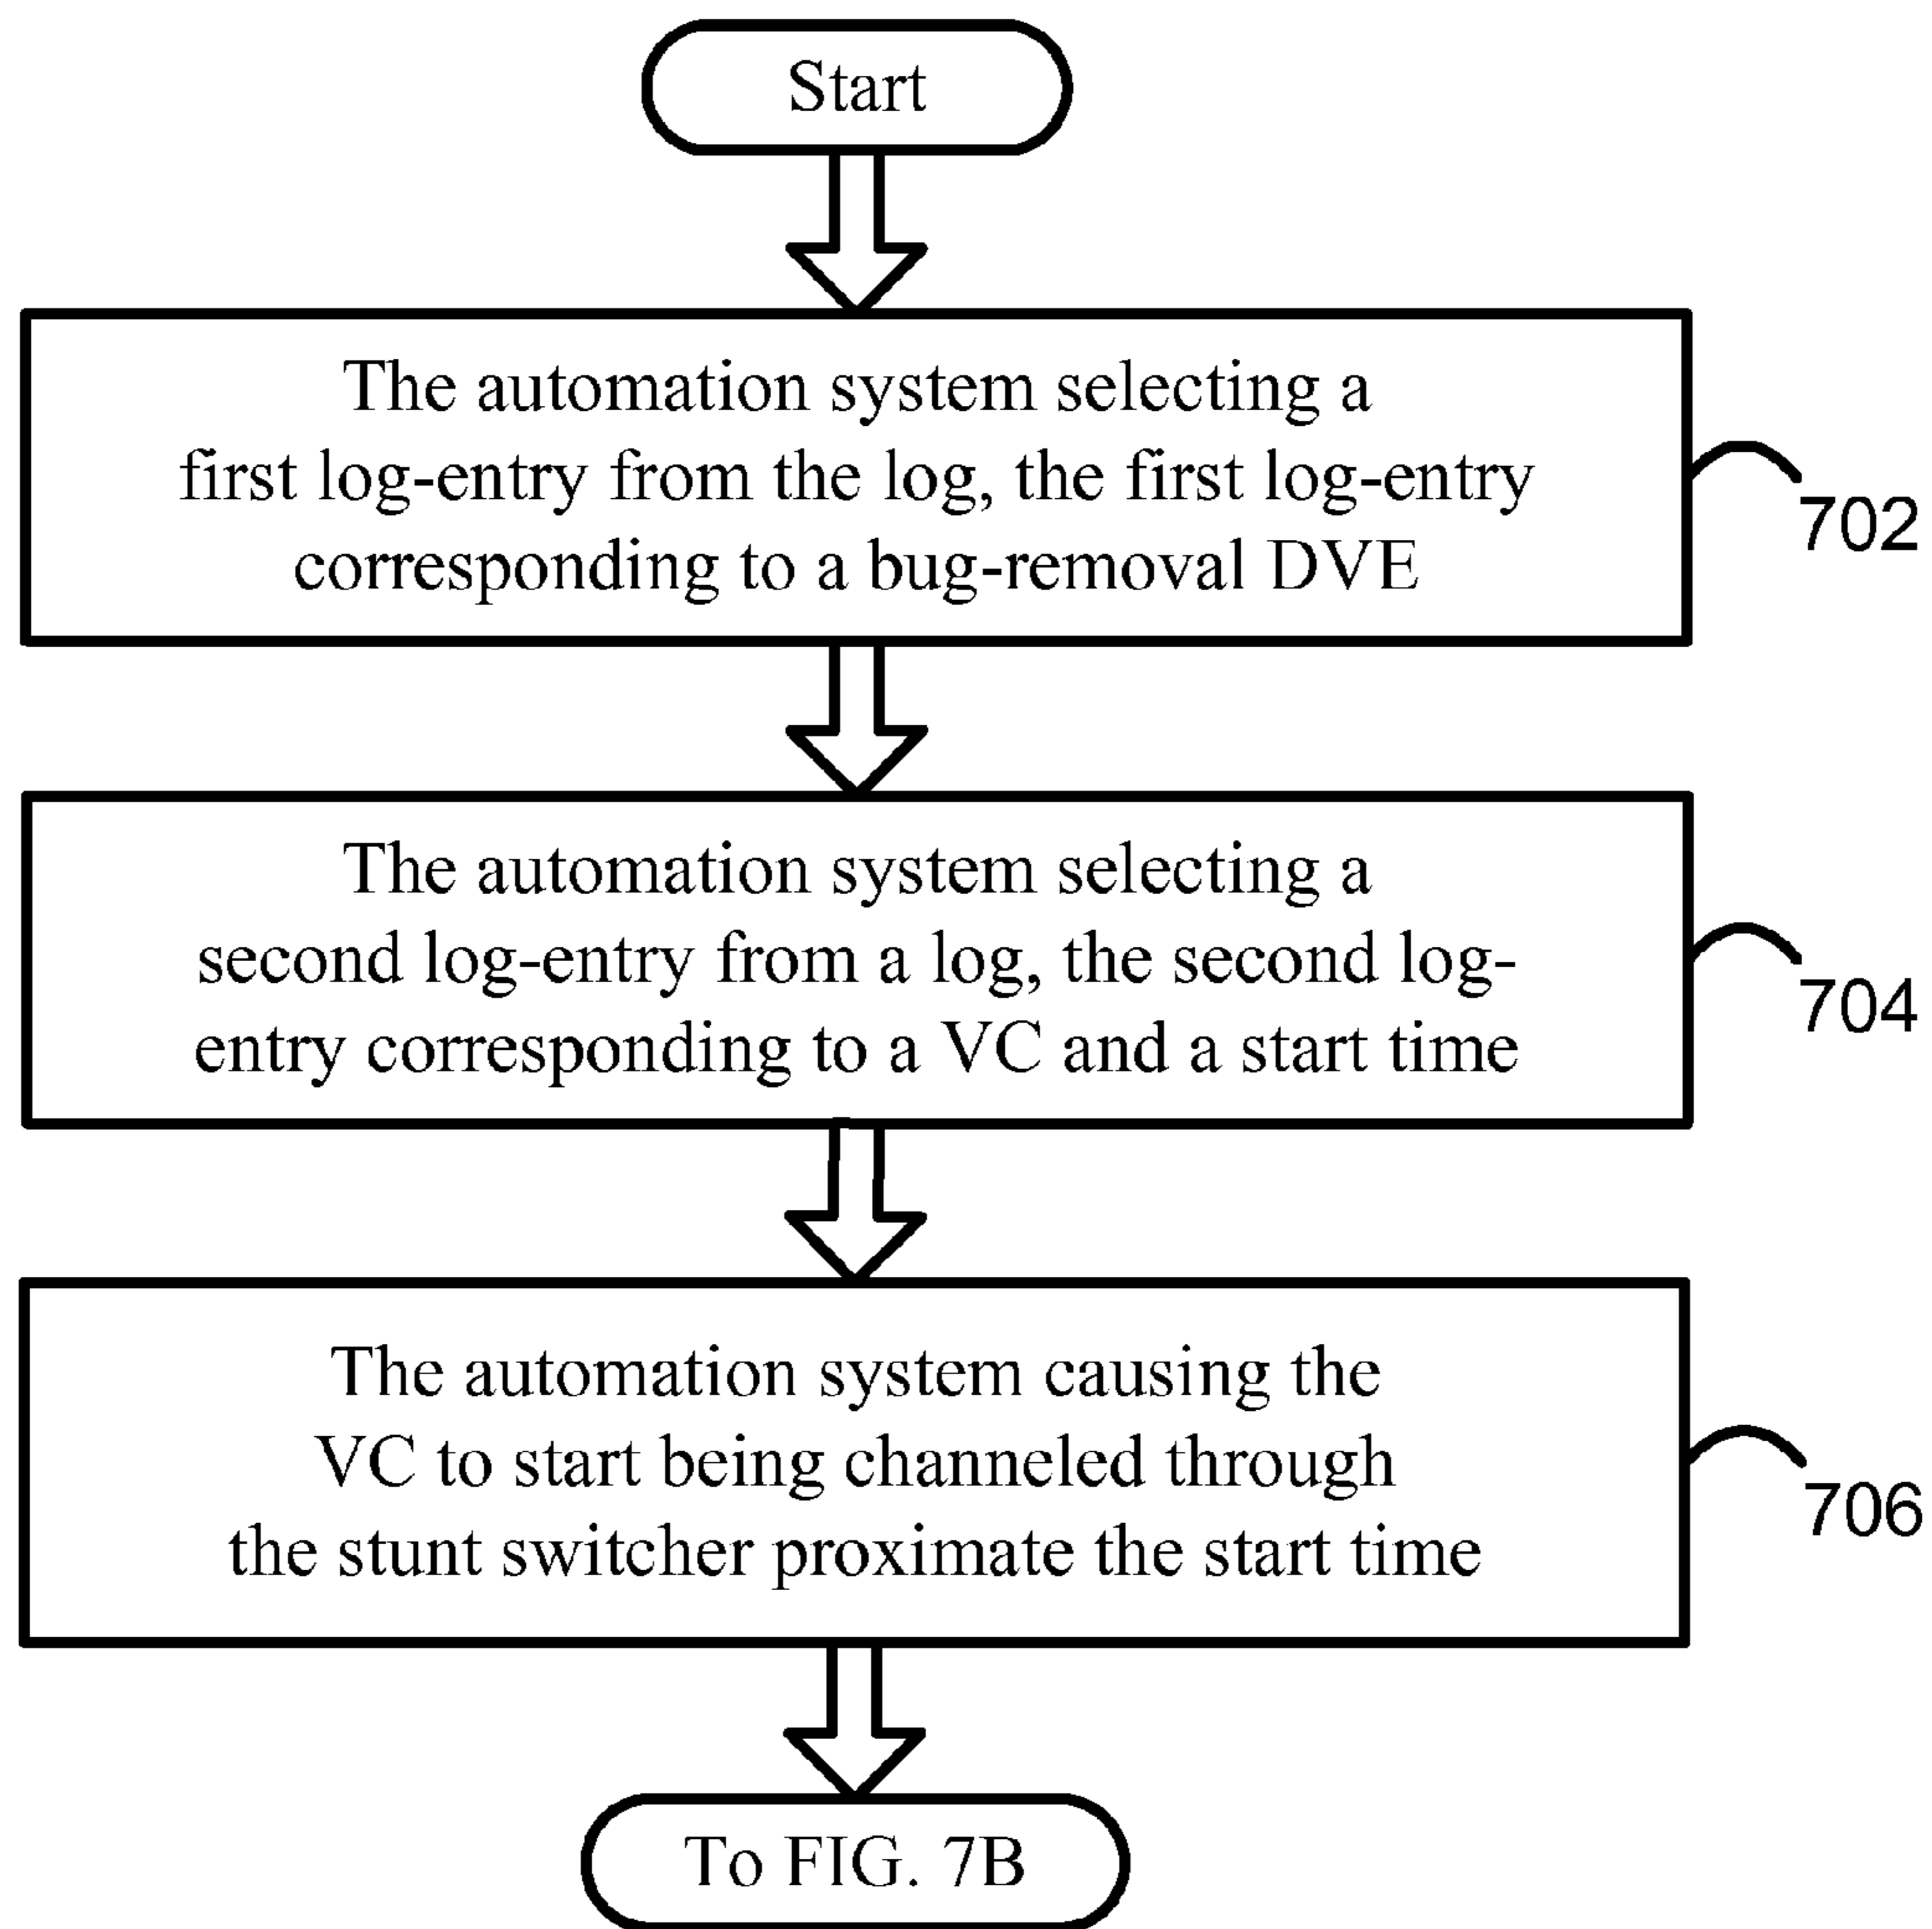 Start
The automation system selecting a
first log-entry from the log, the first log-entry
corresponding to a bug-removal DVE
702
The automation system selecting a
second log-entry from a log, the second log-
entry corresponding to a VC and a start time
704
The automation system causing the
VC to start being channeled through
the stunt switcher proximate the start time
706
To FIG. 7B